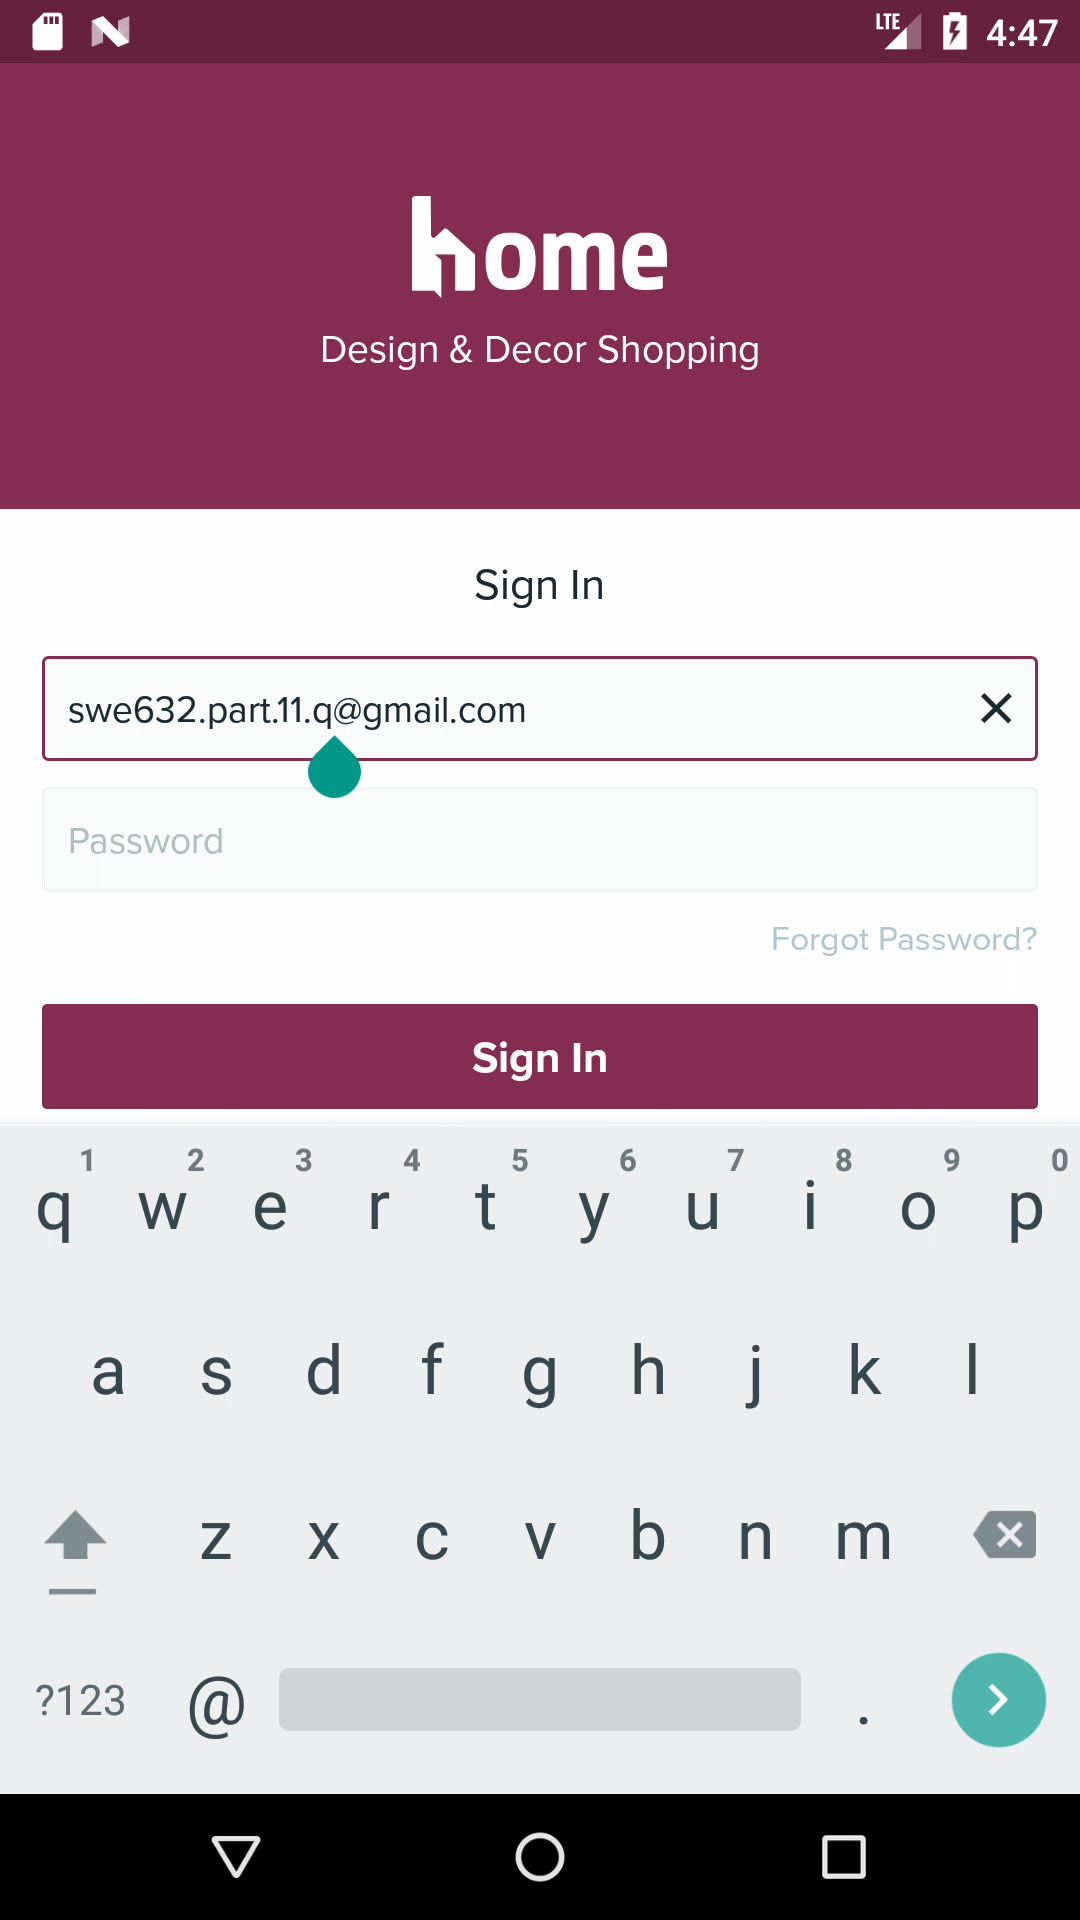 LTE 4:47
home
Design & Decor Shopping
Sign In
swe632.part.11.q@gmail.com
Password
Forgot Password?
Sign In
1 2 3 4 5 6 7 8 9 0
q w e r t y u i o p
a s d f g h j k l
z x c v b n m
?123 @ .